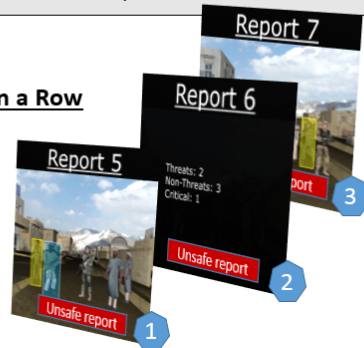 n a Row
Report 7
port
3
Report 6
Threats: 2
Non-Threats: 3
Critical: 1
Unsafe report
2
Report 5
Unsafe report
1